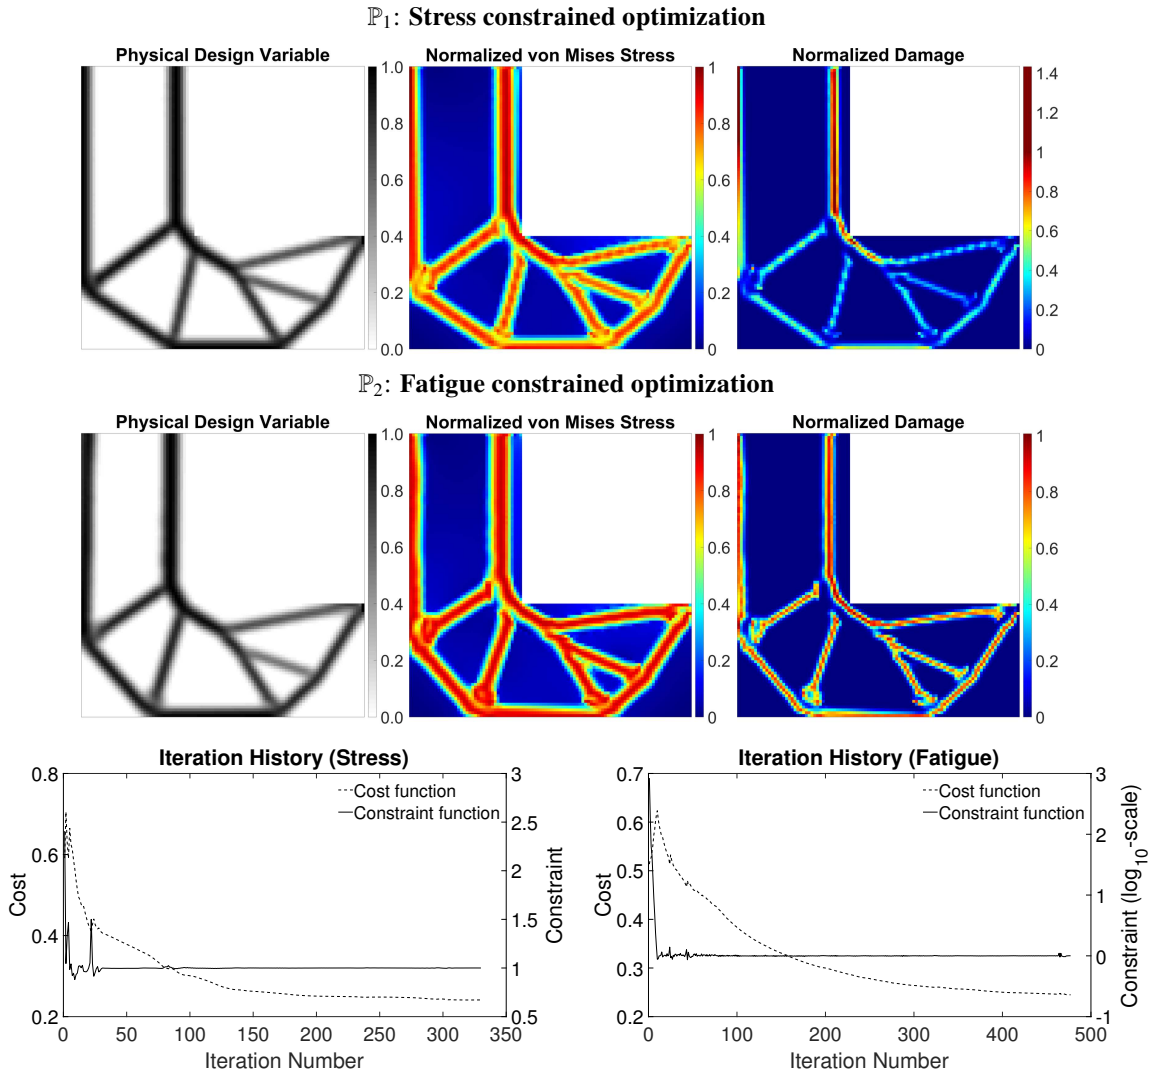 ℙ₁: Stress constrained optimization
Physical Design Variable
1.0
0.8
0.6
0.4
0.2
0.0
Normalized von Mises Stress
1
0.8
0.6
0.4
0.2
0
Normalized Damage
1.4
1.2
1
0.8
0.6
0.4
0.2
0
ℙ₂: Fatigue constrained optimization
Physical Design Variable
1.0
0.8
0.6
0.4
0.2
0.0
Normalized von Mises Stress
1
0.8
0.6
0.4
0.2
0
Normalized Damage
1
0.8
0.6
0.4
0.2
0
Iteration History (Stress)
Cost function
Constraint function
0.8
0.6
0.4
0.2
Cost
3
2.5
2
1.5
1
0.5
Constraint
0 50 100 150 200 250 300 350
Iteration Number
Iteration History (Fatigue)
Cost function
Constraint function
0.7
0.6
0.5
0.4
0.3
0.2
Cost
3
2
1
0
-1
Constraint (log₁₀-scale)
0 100 200 300 400 500
Iteration Number